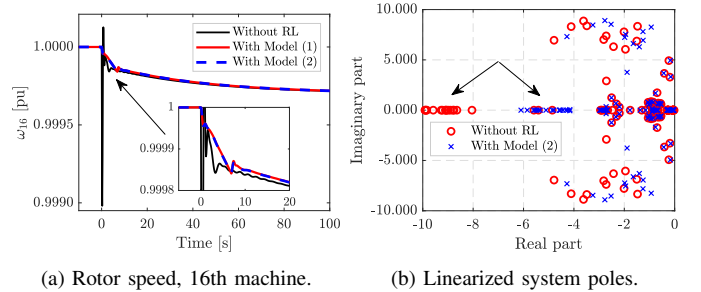 Without RL
With Model (1)
With Model (2)
1.0000
0.9995
0.9990
ω16 [pu]
1
0.9999
0.9998
0 10 20
0 20 40 60 80 100
Time [s]
(a) Rotor speed, 16th machine.
10.000
5.000
0.000
-5.000
-10.000
Imaginary part
Without RL
With Model (2)
-10 -8 -6 -4 -2 0
Real part
(b) Linearized system poles.